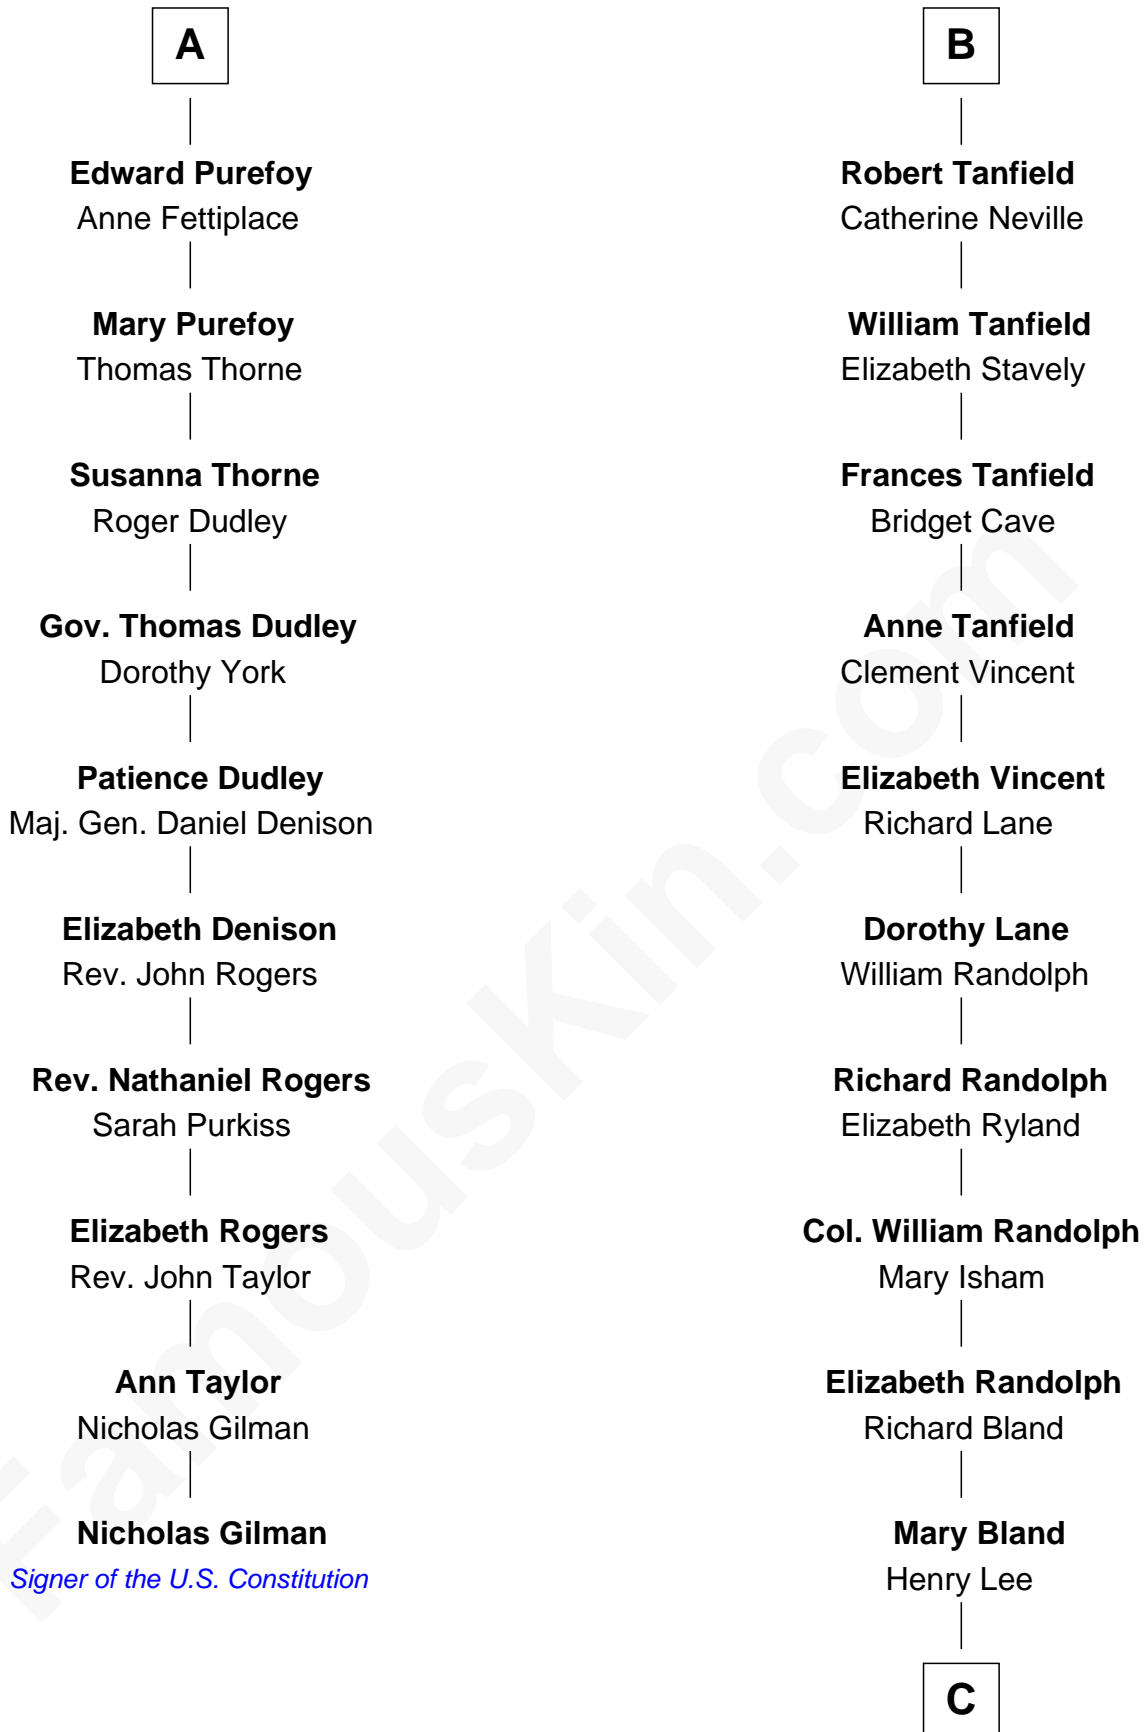 A
Edward Purefoy
Anne Fettiplace
Mary Purefoy
Thomas Thorne
Susanna Thorne
Roger Dudley
Gov. Thomas Dudley
Dorothy York
Patience Dudley
Maj. Gen. Daniel Denison
Elizabeth Denison
Rev. John Rogers
Rev. Nathaniel Rogers
Sarah Purkiss
Elizabeth Rogers
Rev. John Taylor
Ann Taylor
Nicholas Gilman
Nicholas Gilman
Signer of the U.S. Constitution
B
Robert Tanfield
Catherine Neville
William Tanfield
Elizabeth Stavely
Frances Tanfield
Bridget Cave
Anne Tanfield
Clement Vincent
Elizabeth Vincent
Richard Lane
Dorothy Lane
William Randolph
Richard Randolph
Elizabeth Ryland
Col. William Randolph
Mary Isham
Elizabeth Randolph
Richard Bland
Mary Bland
Henry Lee
C
FamousKin.com